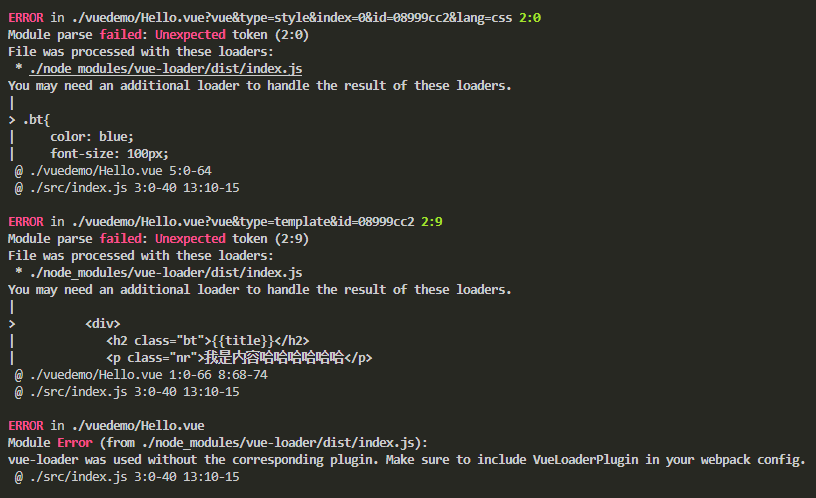 ERROR in ./vuedemo/Hello.vue?vue&type=style&index=0&id=08999cc2&lang=css 2:0
Module parse failed: Unexpected token (2:0)
File was processed with these loaders:
 * ./node_modules/vue-loader/dist/index.js
You may need an additional loader to handle the result of these loaders.
|
> .bt{
|     color: blue;
|     font-size: 100px;
 @ ./vuedemo/Hello.vue 5:0-64
 @ ./src/index.js 3:0-40 13:10-15
ERROR in ./vuedemo/Hello.vue?vue&type=template&id=08999cc2 2:9
Module parse failed: Unexpected token (2:9)
File was processed with these loaders:
 * ./node_modules/vue-loader/dist/index.js
You may need an additional loader to handle the result of these loaders.
|
>          <div>
|             <h2 class="bt">{{title}}</h2>
|             <p class="nr">我是内容哈哈哈哈哈哈</p>
 @ ./vuedemo/Hello.vue 1:0-66 8:68-74
 @ ./src/index.js 3:0-40 13:10-15
ERROR in ./vuedemo/Hello.vue
Module Error (from ./node_modules/vue-loader/dist/index.js):
vue-loader was used without the corresponding plugin. Make sure to include VueLoaderPlugin in your webpack config.
 @ ./src/index.js 3:0-40 13:10-15